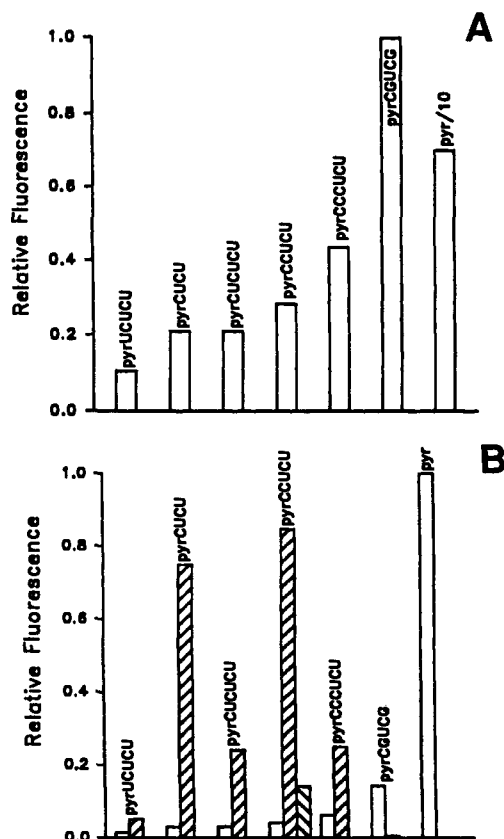 A
1.0
0.8
0.6
0.4
0.2
0.0
Relative Fluorescence
pyrUCUCU
pyrCUCU
pyrCUCUCU
pyrCCUCU
pyrCCCUCU
pyrCGUCG
pyr/10
B
1.0
0.8
0.6
0.4
0.2
0.0
Relative Fluorescence
pyrUCUCU
pyrCUCU
pyrCUCUCU
pyrCCUCU
pyrCCCUCU
pyrCGUCG
pyr